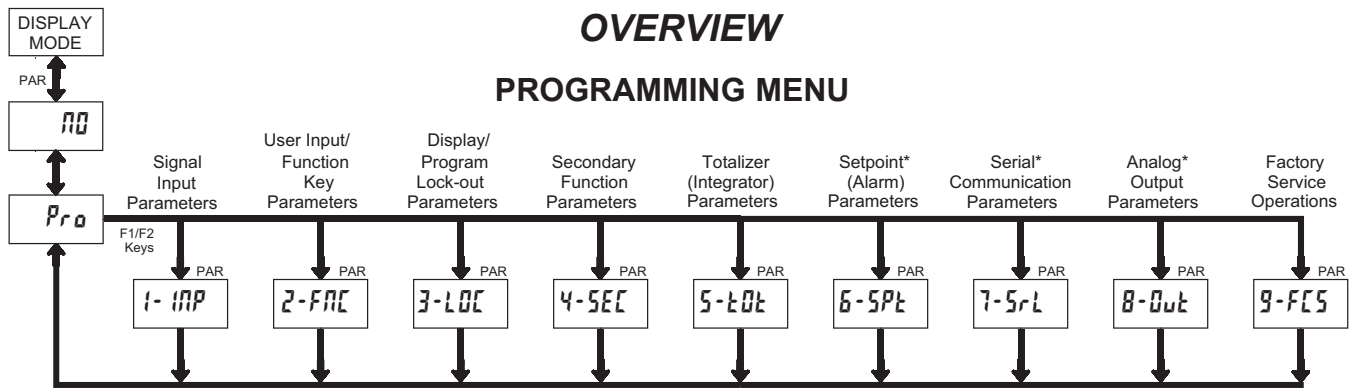 DISPLAY
MODE
OVERVIEW
PAR
PROGRAMMING MENU
NO
Pro
F1/F2
Keys
Signal
Input
Parameters
User Input/
Function
Key
Parameters
Display/
Program
Lock-out
Parameters
Secondary
Function
Parameters
Totalizer
(Integrator)
Parameters
Setpoint*
(Alarm)
Parameters
Serial*
Communication
Parameters
Analog*
Output
Parameters
Factory
Service
Operations
PAR
PAR
PAR
PAR
PAR
PAR
PAR
PAR
PAR
1-INP
2-FNC
3-LOC
4-SEC
5-tOt
6-SPt
7-SrL
8-Out
9-FCS